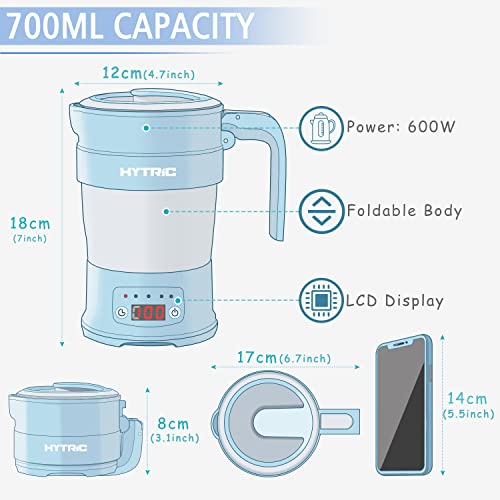 700ML CAPACITY
12cm(4.7inch)
Power: 600W
HYTRIC
18cm
(7inch)
Foldable Body
LCD Display
100
17cm(6.7inch)
14cm
(5.5inch)
8cm
(3.1inch)
HYTRIC